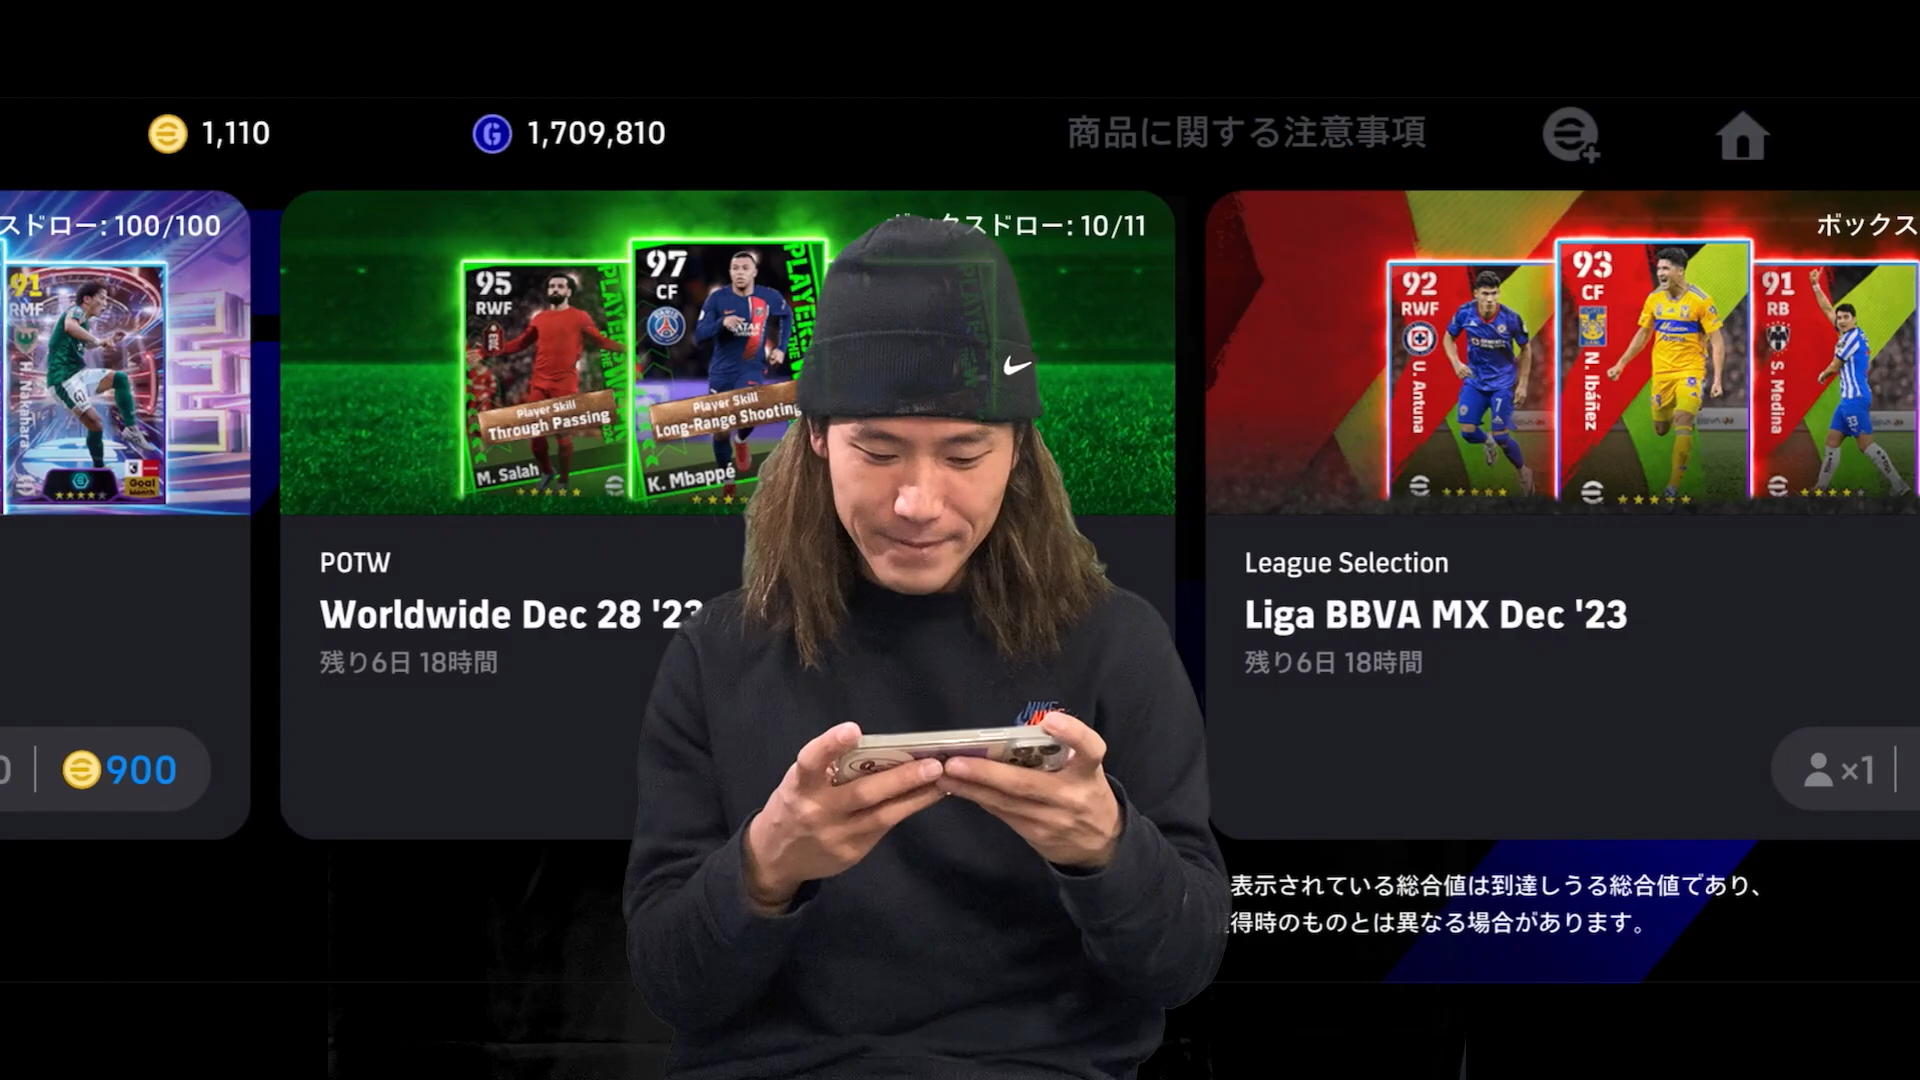 1,110
1,709,810
商品に関する注意事項
スドロー: 100/100
91
RMF
H. Nakahara
Goal
Month
クスドロー: 10/11
95
RWF
Player Skill
Through Passing
M. Salah
97
CF
PLAYERS
Player Skill
Long-Range Shooting
K. Mbappé
ボックス
92
RWF
U. Antuna
93
CF
N. Ibáñez
91
RB
S. Medina
POTW
Worldwide Dec 28 '23
残り6日 18時間
League Selection
Liga BBVA MX Dec '23
残り6日 18時間
900
×1
NIKE
表示されている総合値は到達しうる総合値であり、
得時のものとは異なる場合があります。